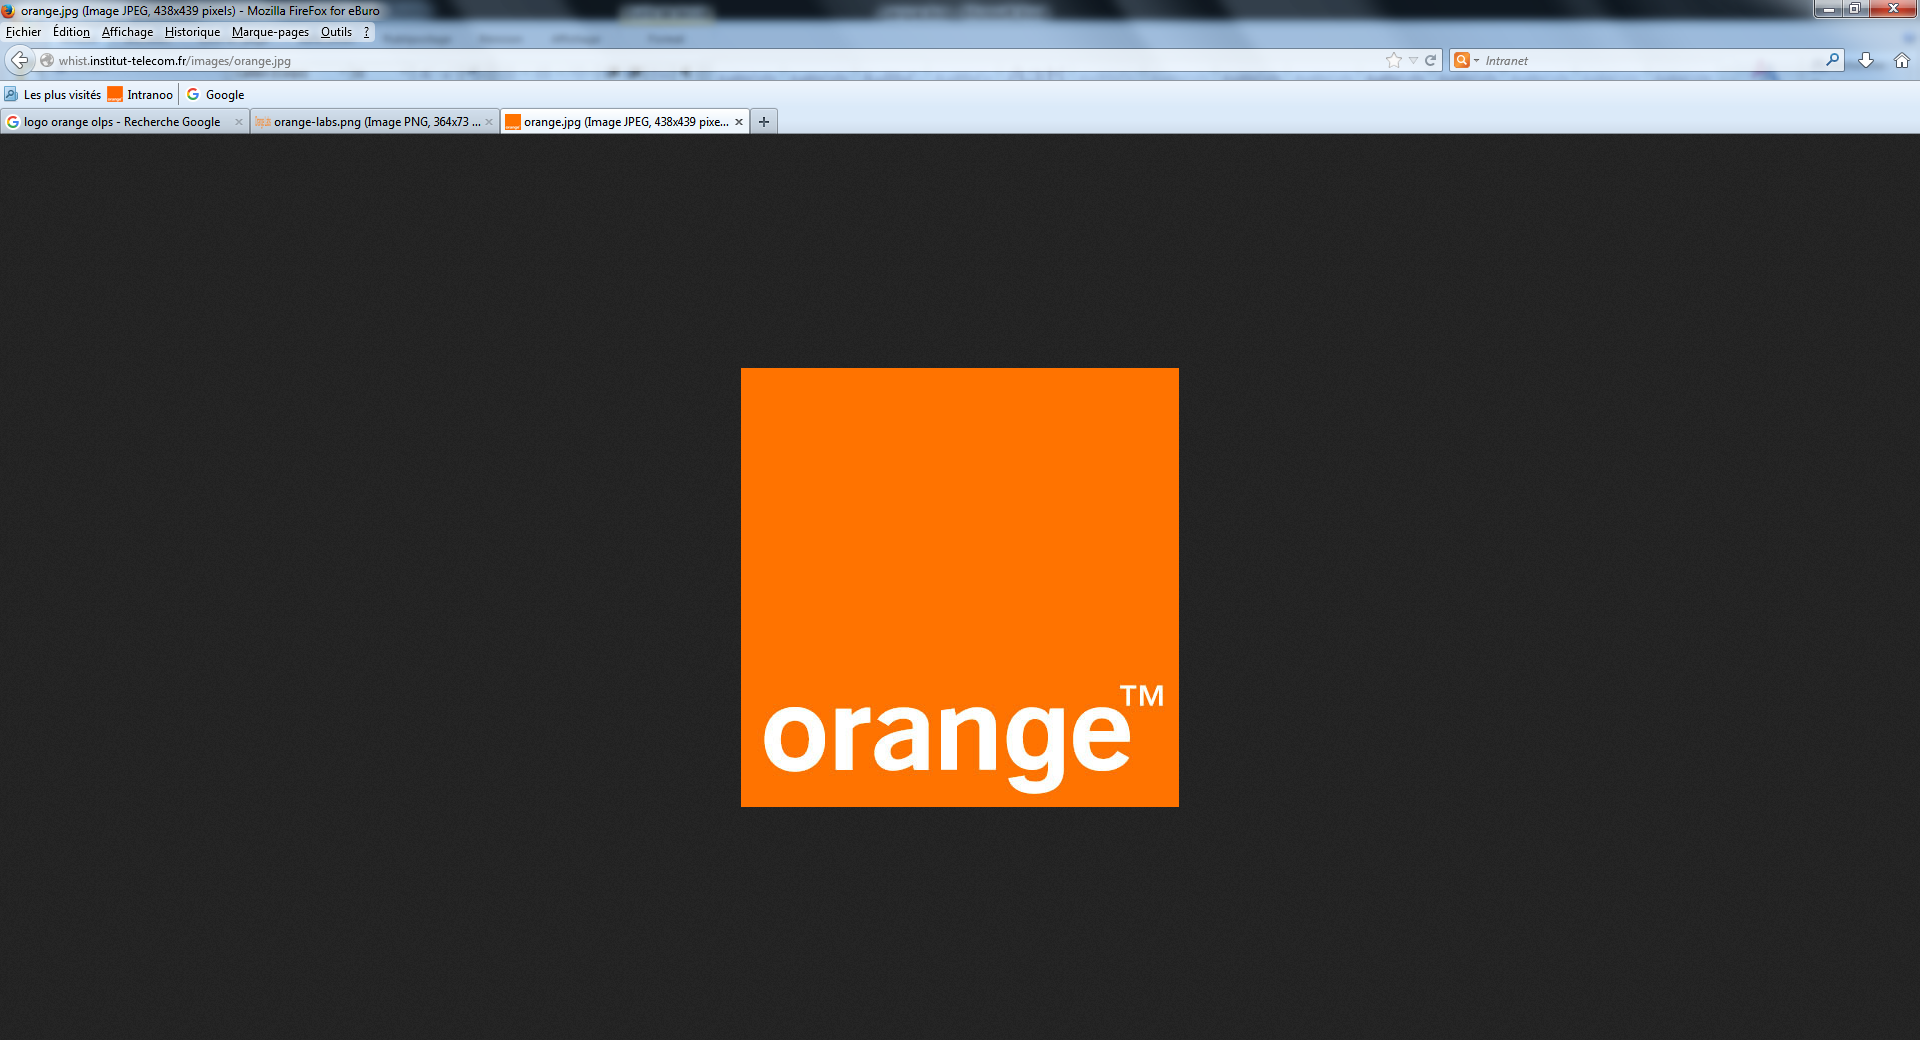 orange.jpg (Image JPEG, 438x439 pixels) - Mozilla FireFox for eBuro
Fichier Édition Affichage Historique Marque-pages Outils ?
whist.institut-telecom.fr/images/orange.jpg Intranet
Les plus visités Intranoo Google
logo orange olps - Recherche Google orange-labs.png (Image PNG, 364x73 ... orange.jpg (Image JPEG, 438x439 pixe...
orange™